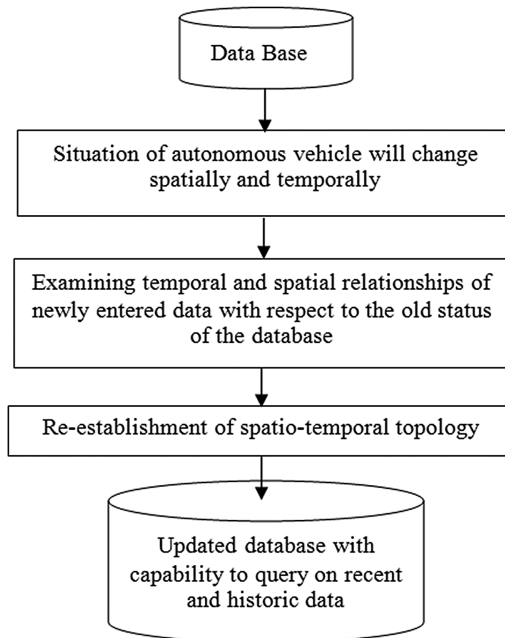 Data Base
Situation of autonomous vehicle will change
spatially and temporally
Examining temporal and spatial relationships of
newly entered data with respect to the old status
of the database
Re-establishment of spatio-temporal topology
Updated database with
capability to query on recent
and historic data